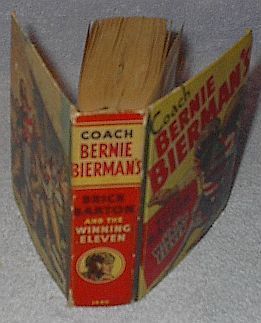 COACH
BERNIE
BIERMAN'S
BRICK
BARTON
AND THE
WINNING
ELEVEN
Coach
BERNIE
BIERMAN'S